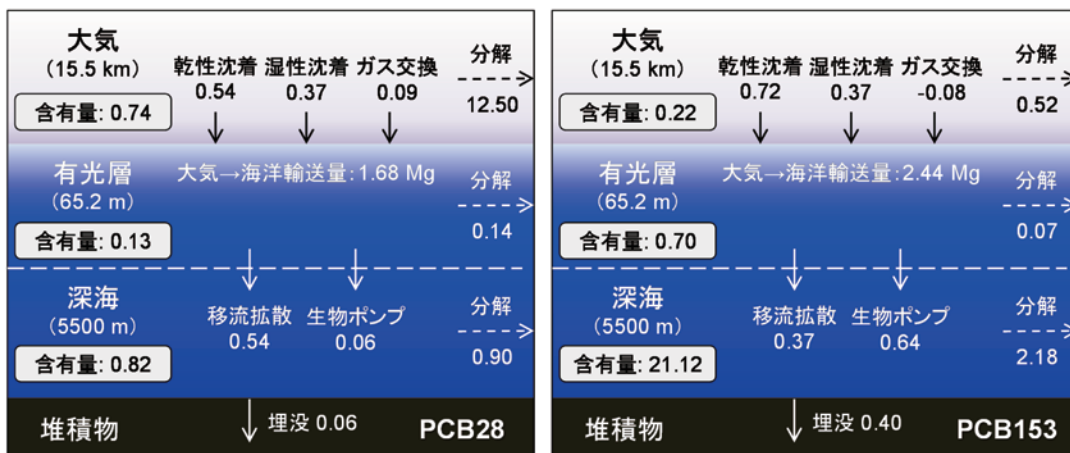 大気
(15.5 km)
含有量: 0.74
乾性沈着 湿性沈着 ガス交換
0.54 0.37 0.09
分解
12.50
有光層
(65.2 m)
含有量: 0.13
大気→海洋輸送量: 1.68 Mg
分解
0.14
深海
(5500 m)
含有量: 0.82
移流拡散 生物ポンプ
0.54 0.06
分解
0.90
堆積物
埋没 0.06
PCB28
大気
(15.5 km)
含有量: 0.22
乾性沈着 湿性沈着 ガス交換
0.72 0.37 -0.08
分解
0.52
有光層
(65.2 m)
含有量: 0.70
大気→海洋輸送量: 2.44 Mg
分解
0.07
深海
(5500 m)
含有量: 21.12
移流拡散 生物ポンプ
0.37 0.64
分解
2.18
堆積物
埋没 0.40
PCB153